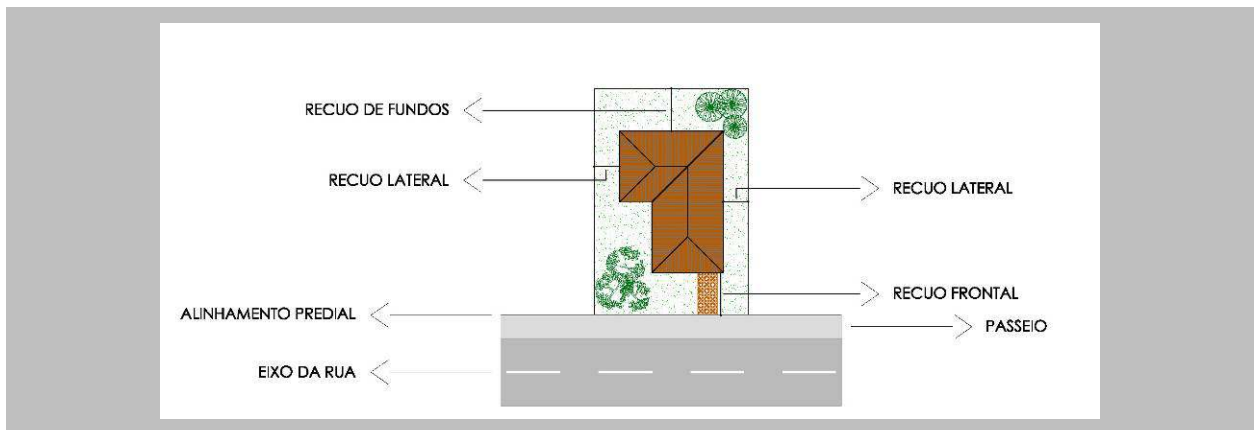 RECUO DE FUNDOS
RECUO LATERAL
RECUO LATERAL
RECUO FRONTAL
ALINHAMENTO PREDIAL
PASSEIO
EIXO DA RUA